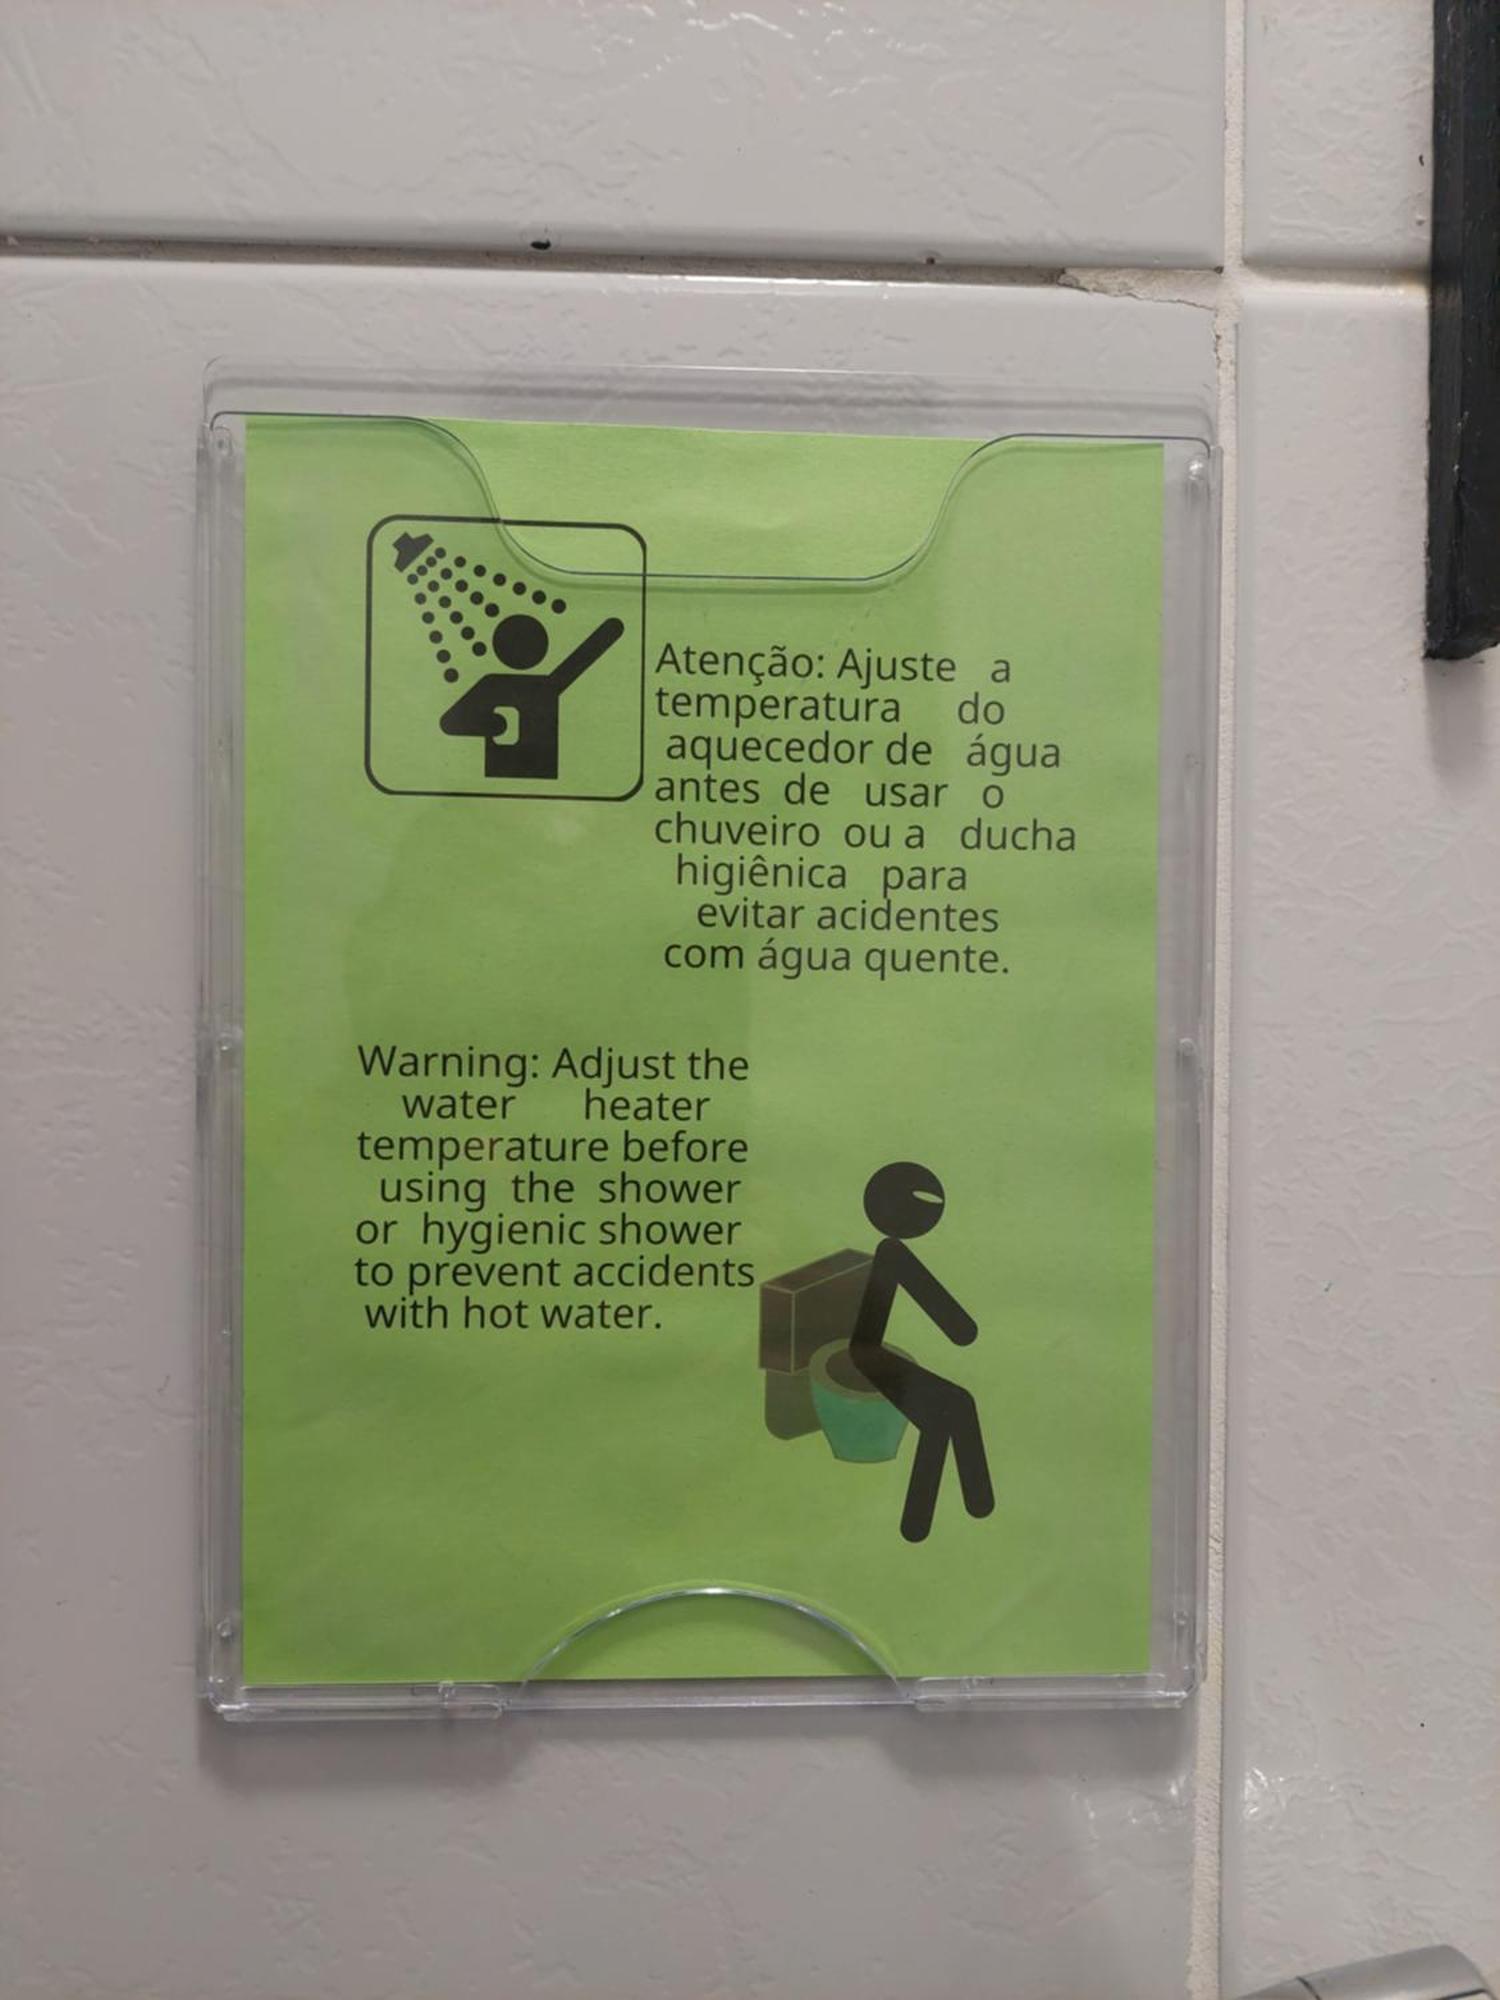 Atenção: Ajuste a
temperatura do
aquecedor de água
antes de usar o
chuveiro ou a ducha
higiênica para
evitar acidentes
com água quente.
Warning: Adjust the
water heater
temperature before
using the shower
or hygienic shower
to prevent accidents
with hot water.